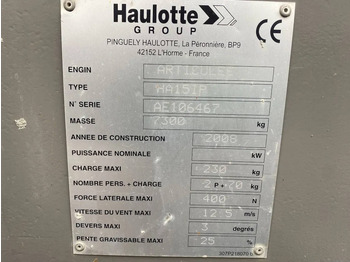 Haulotte
GROUP
CE
PINGUELY HAULOTTE, La Péronnière, BP9
42152 L'Horme - France
ENGIN ARTICULEE
TYPE HA15IP
N° SERIE AE106467
MASSE 7300 kg
ANNEE DE CONSTRUCTION 2008
PUISSANCE NOMINALE kW
CHARGE MAXI 230 kg
NOMBRE PERS. + CHARGE 2 P + 70 kg
FORCE LATERALE MAXI 400 N
VITESSE DU VENT MAXI 12.5 m/s
DEVERS MAXI 3 degrés
PENTE GRAVISSABLE MAXI 25 %